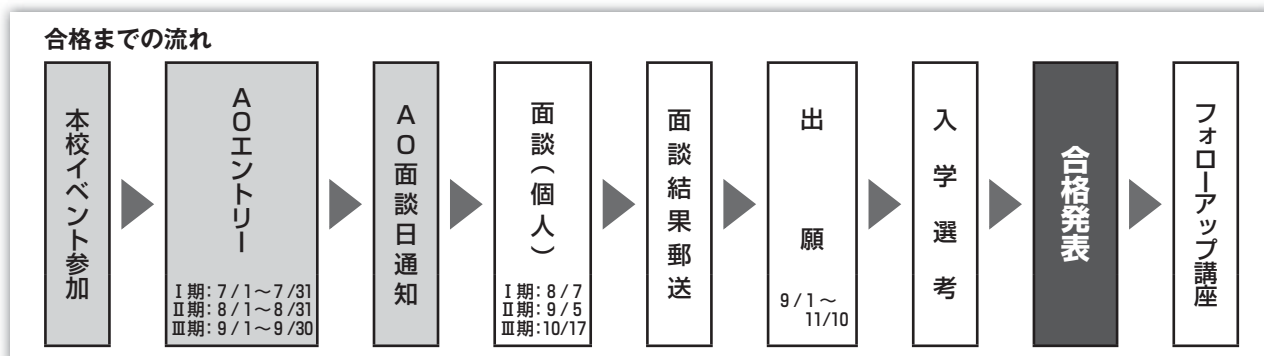 合格までの流れ
本校イベント参加
AOエントリー
Ⅰ期：7/1～7/31
Ⅱ期：8/1～8/31
Ⅲ期：9/1～9/30
AO面談日通知
面談（個人）
Ⅰ期：8/7
Ⅱ期：9/5
Ⅲ期：10/17
面談結果郵送
出願
9/1～
11/10
入学選考
合格発表
フォローアップ講座